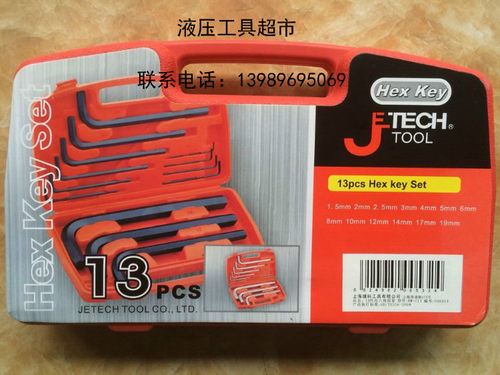 液压工具超市
联系电话：13989695069
Hex Key
JETECH®
TOOL
13pcs Hex key Set
1. 5mm 2mm 2. 5mm 3mm 4mm 5mm 6mm
8mm 10mm 12mm 14mm 17mm 19mm
Hex Key Set
13 PCS
JETECH TOOL CO., LTD.